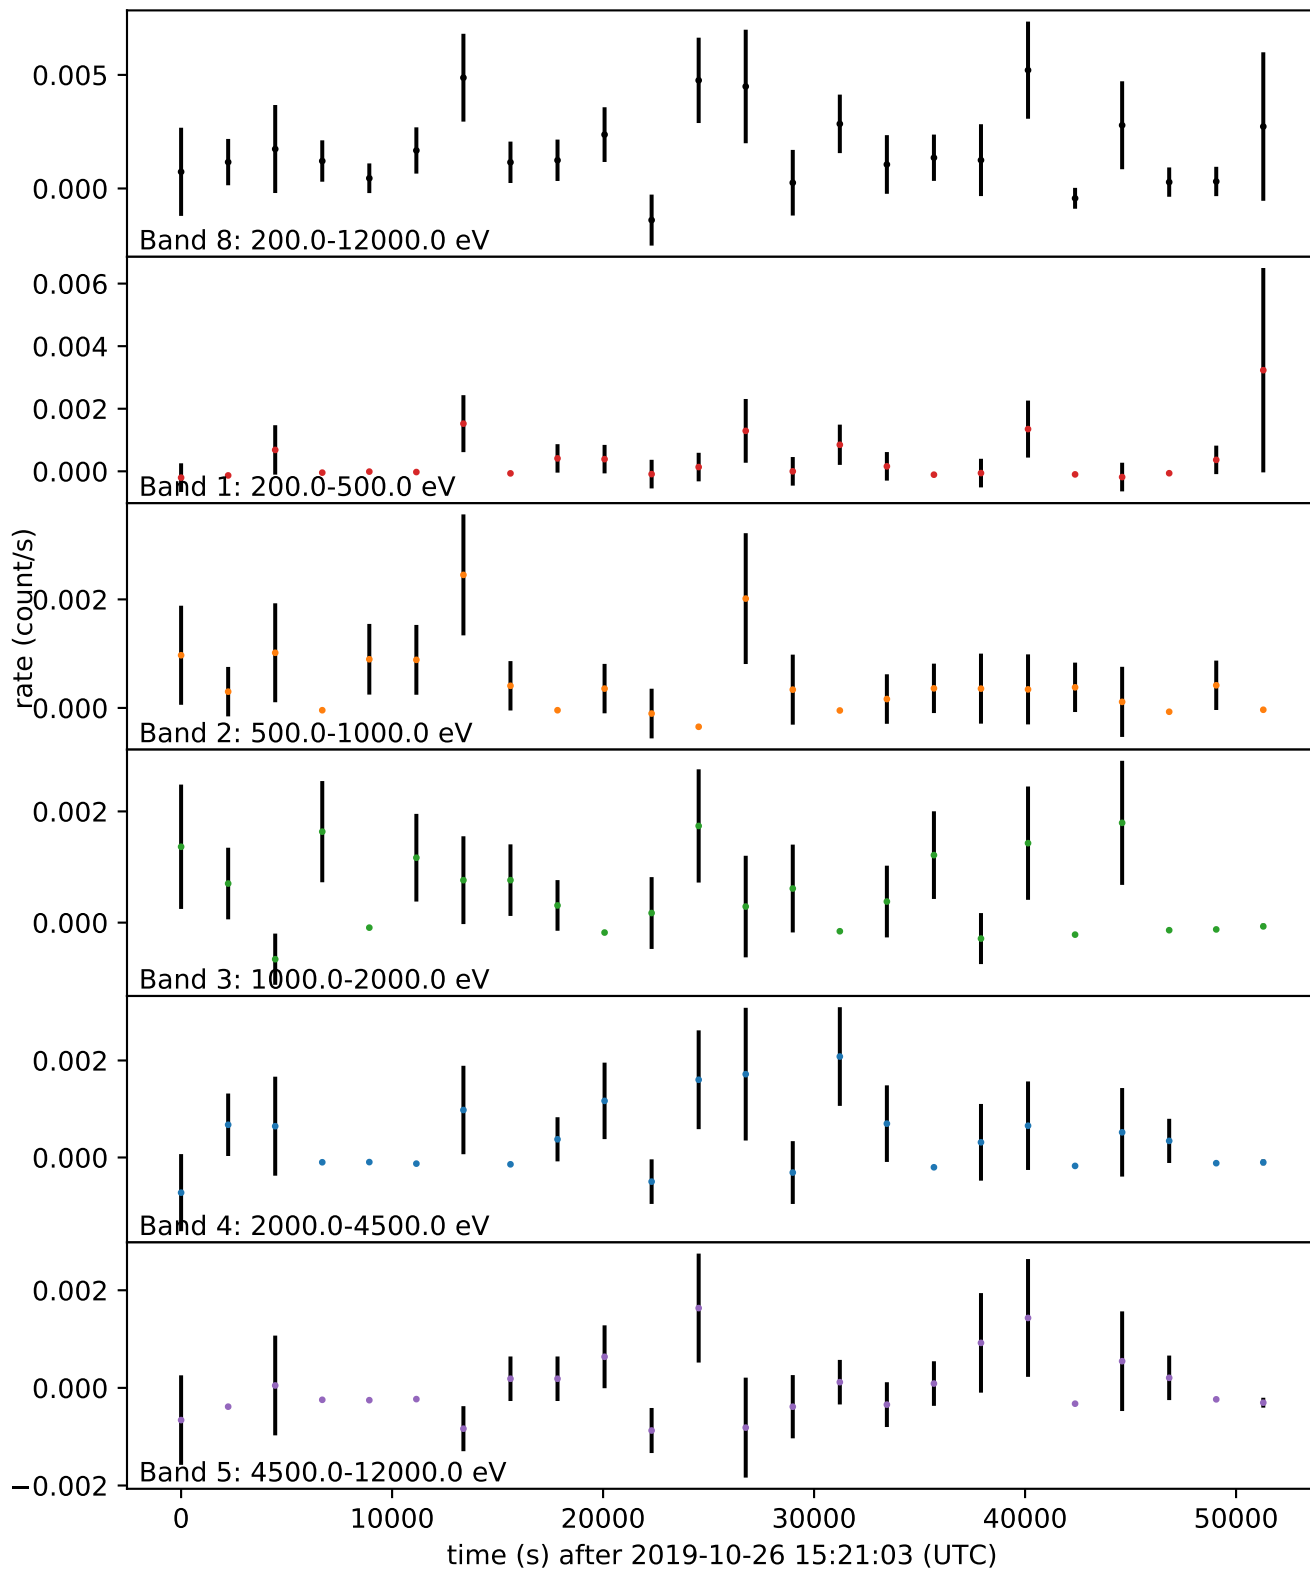 0.005
0.000
Band 8: 200.0-12000.0 eV
0.006
0.004
0.002
0.000
Band 1: 200.0-500.0 eV
rate (count/s)
0.002
0.000
Band 2: 500.0-1000.0 eV
0.002
0.000
Band 3: 1000.0-2000.0 eV
0.002
0.000
Band 4: 2000.0-4500.0 eV
0.002
0.000
Band 5: 4500.0-12000.0 eV
−0.002
0 10000 20000 30000 40000 50000
time (s) after 2019-10-26 15:21:03 (UTC)